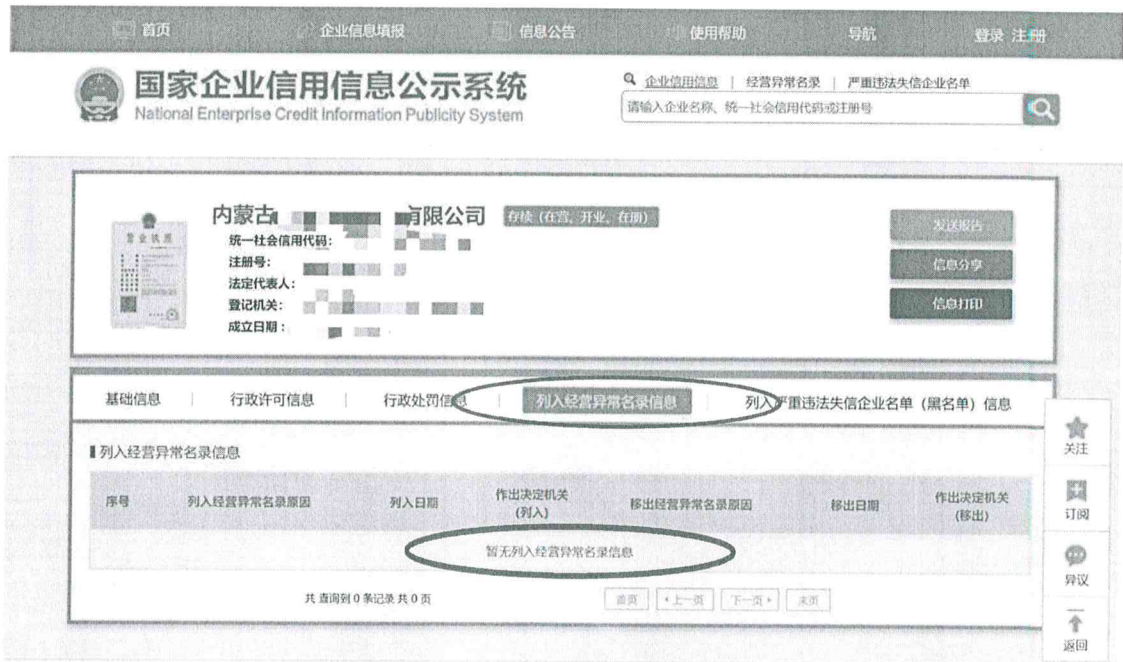 首页 企业信息填报 信息公告 使用帮助 导航 登录 注册
国家企业信用信息公示系统
National Enterprise Credit Information Publicity System
企业信用信息 | 经营异常名录 | 严重违法失信企业名单
请输入企业名称、统一社会信用代码或注册号
营业执照
内蒙古 有限公司 存续（在营、开业、在册）
统一社会信用代码：
注册号：
法定代表人：
登记机关：
成立日期：
发送报告
信息分享
信息打印
基础信息 | 行政许可信息 | 行政处罚信息 | 列入经营异常名录信息 | 列入严重违法失信企业名单（黑名单）信息
列入经营异常名录信息
序号 列入经营异常名录原因 列入日期 作出决定机关(列入) 移出经营异常名录原因 移出日期 作出决定机关(移出)
暂无列入经营异常名录信息
共 查询到 0 条记录 共 0 页 首页 上一页 下一页 末页
关注
订阅
异议
返回